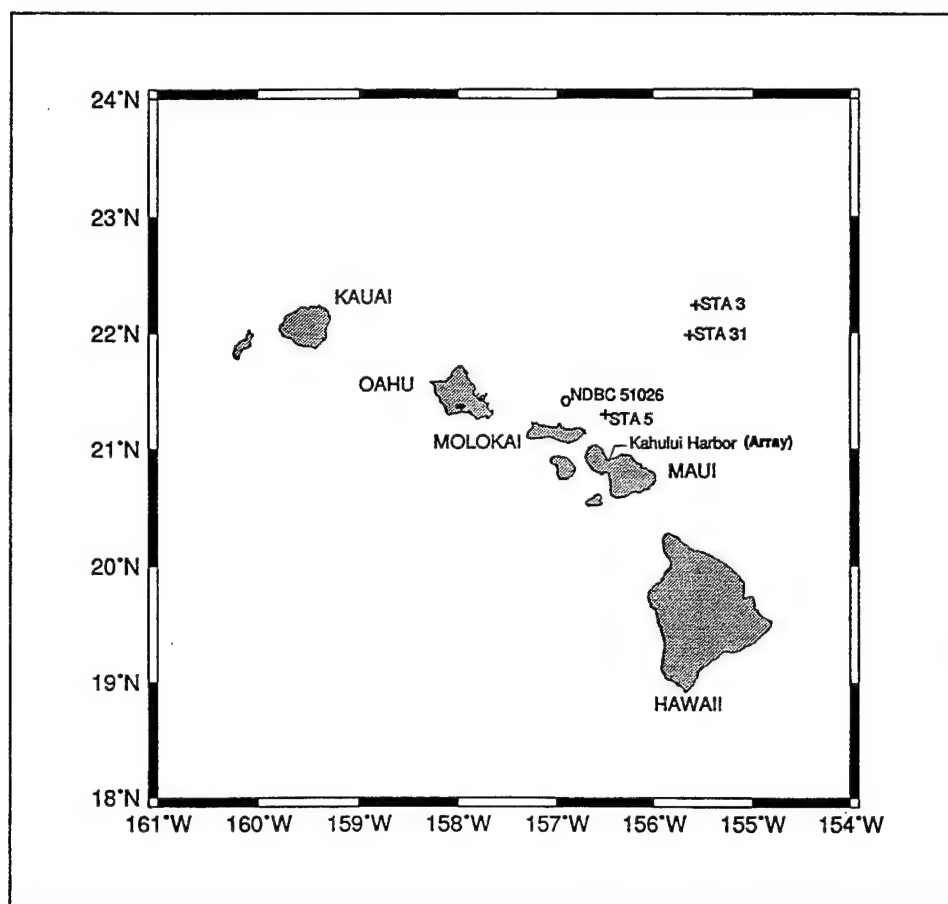 24°N
23°N
KAUAI
+STA 3
22°N
+STA 31
OAHU
NDBC 51026
+STA 5
MOLOKAI
21°N
Kahului Harbor (Array)
MAUI
20°N
19°N
HAWAII
18°N
161°W 160°W 159°W 158°W 157°W 156°W 155°W 154°W